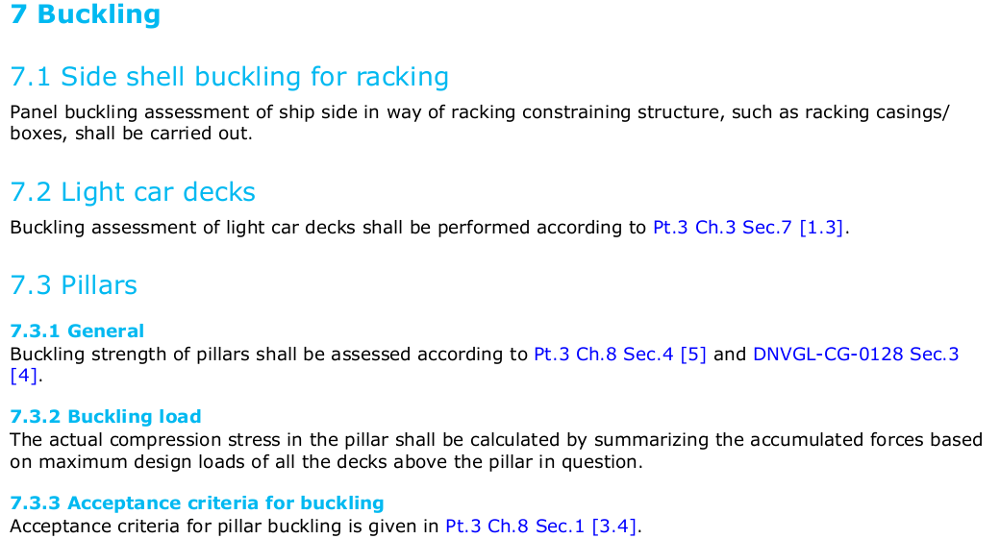 7 Buckling
7.1 Side shell buckling for racking
Panel buckling assessment of ship side in way of racking constraining structure, such as racking casings/
boxes, shall be carried out.
7.2 Light car decks
Buckling assessment of light car decks shall be performed according to Pt.3 Ch.3 Sec.7 [1.3].
7.3 Pillars
7.3.1 General
Buckling strength of pillars shall be assessed according to Pt.3 Ch.8 Sec.4 [5] and DNVGL-CG-0128 Sec.3
[4].
7.3.2 Buckling load
The actual compression stress in the pillar shall be calculated by summarizing the accumulated forces based
on maximum design loads of all the decks above the pillar in question.
7.3.3 Acceptance criteria for buckling
Acceptance criteria for pillar buckling is given in Pt.3 Ch.8 Sec.1 [3.4].